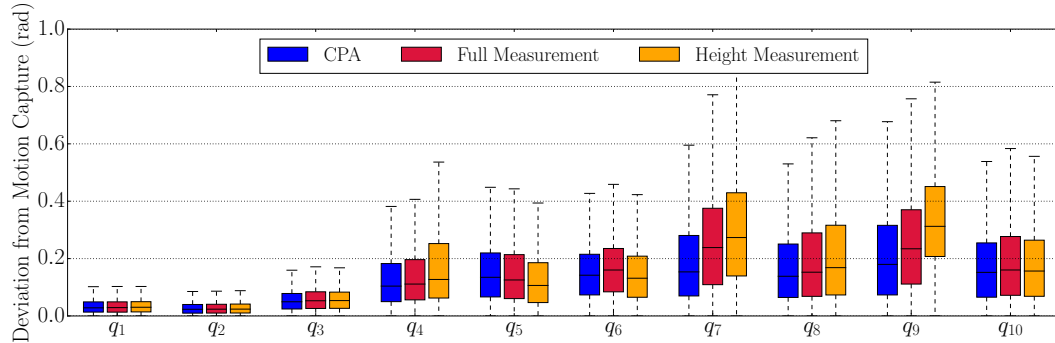 Deviation from Motion Capture (rad)
1.0
0.8
0.6
0.4
0.2
0.0
CPA Full Measurement Height Measurement
q1 q2 q3 q4 q5 q6 q7 q8 q9 q10